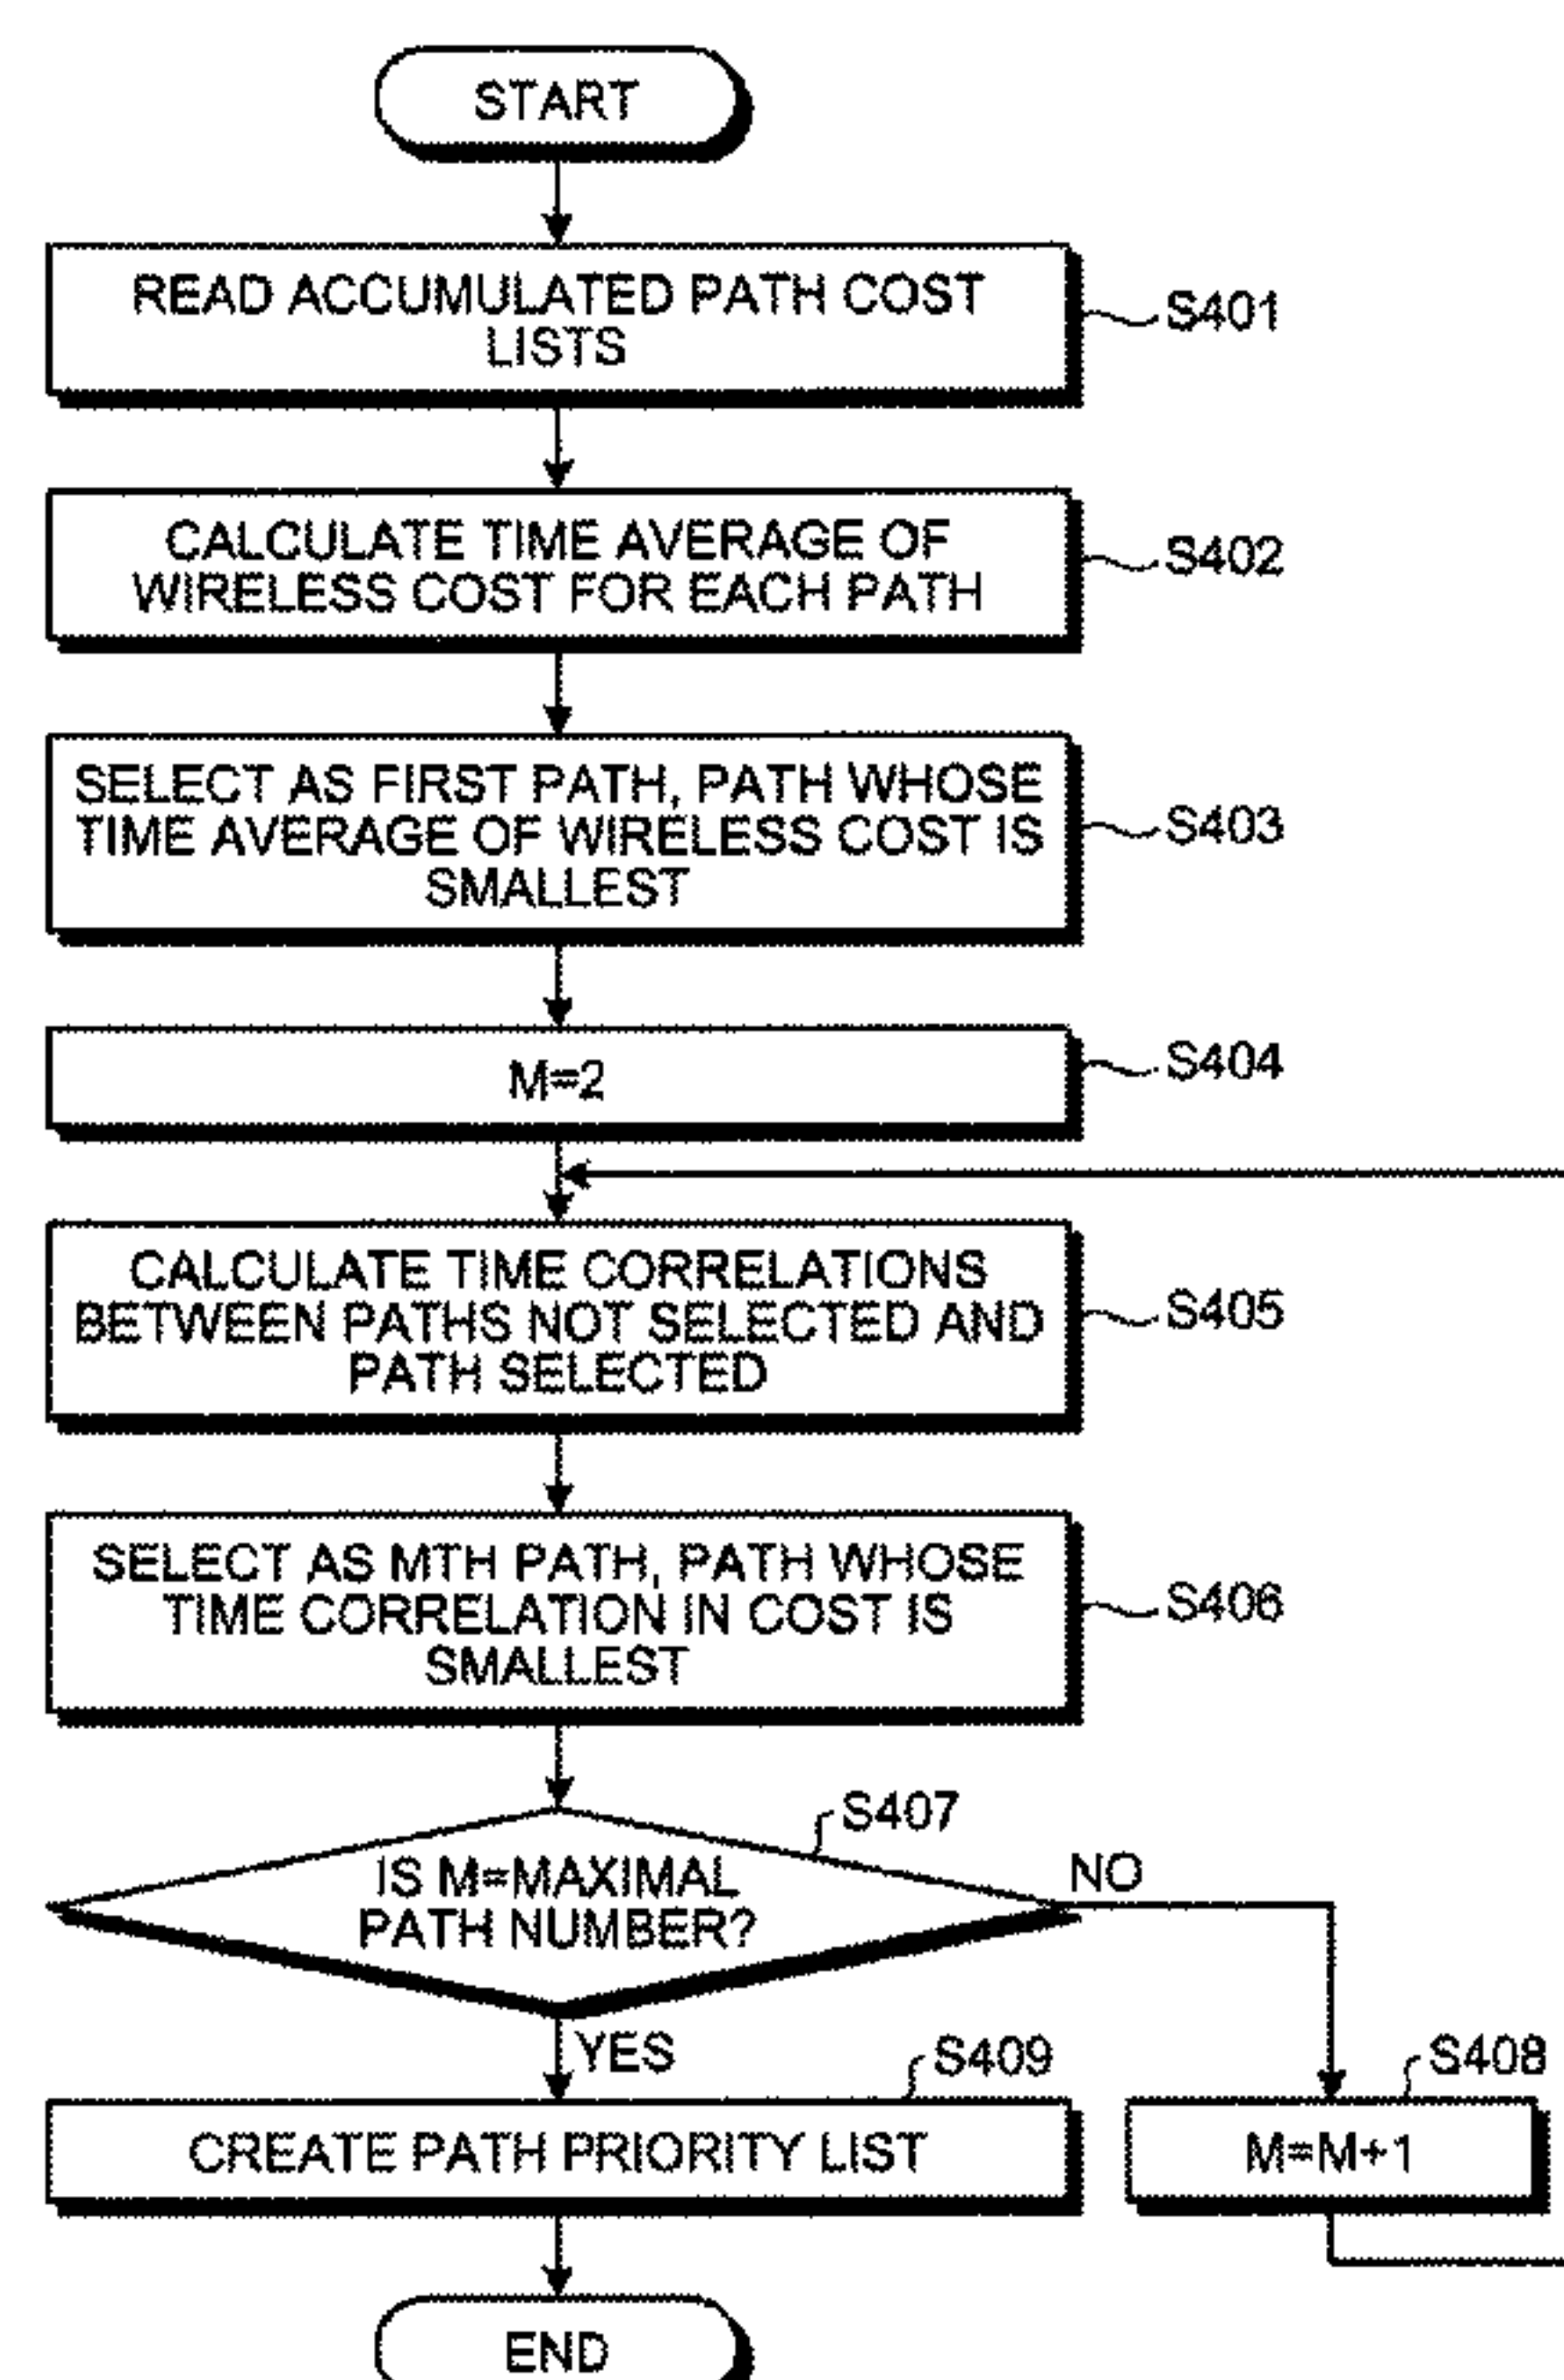 START
READ ACCUMULATED PATH COST
LISTS
S401
CALCULATE TIME AVERAGE OF
WIRELESS COST FOR EACH PATH
S402
SELECT AS FIRST PATH, PATH WHOSE
TIME AVERAGE OF WIRELESS COST IS
SMALLEST
S403
M=2
S404
CALCULATE TIME CORRELATIONS
BETWEEN PATHS NOT SELECTED AND
PATH SELECTED
S405
SELECT AS MTH PATH, PATH WHOSE
TIME CORRELATION IN COST IS
SMALLEST
S406
S407
IS M=MAXIMAL
PATH NUMBER?
NO
YES
S409
CREATE PATH PRIORITY LIST
S408
M=M+1
END